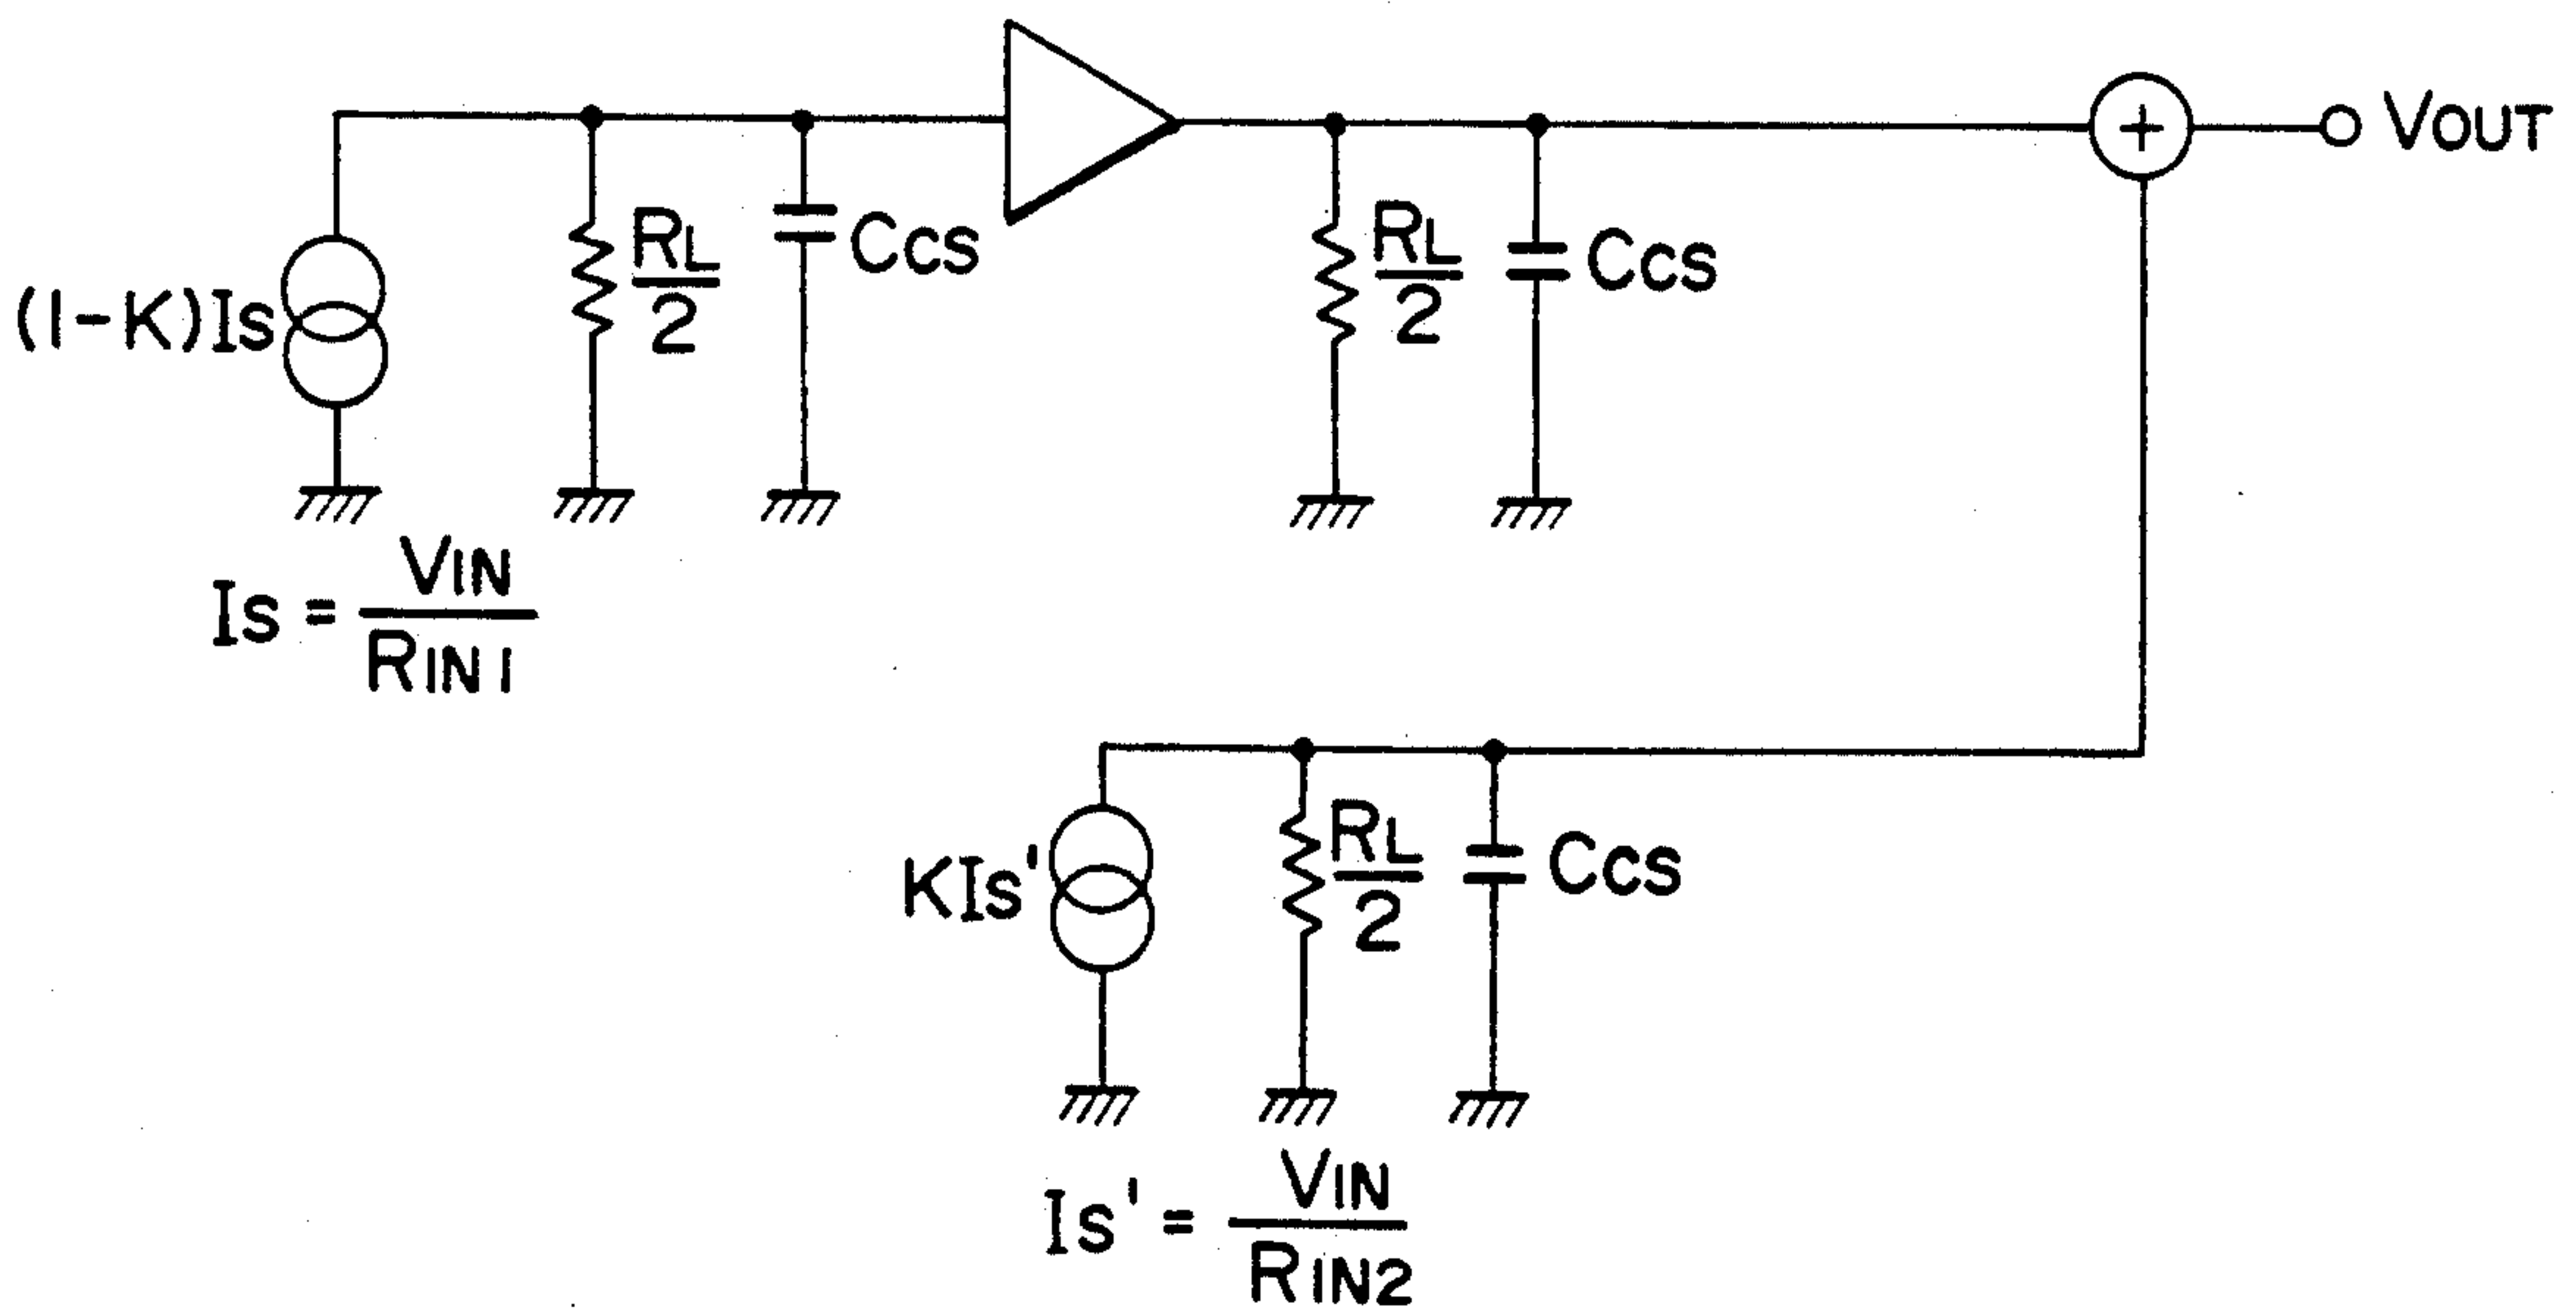 VOUT
RL
2
CCS
RL
2
CCS
(1-K)IS
IS = VIN
RIN1
RL
2
CCS
KIS'
IS' = VIN
RIN2